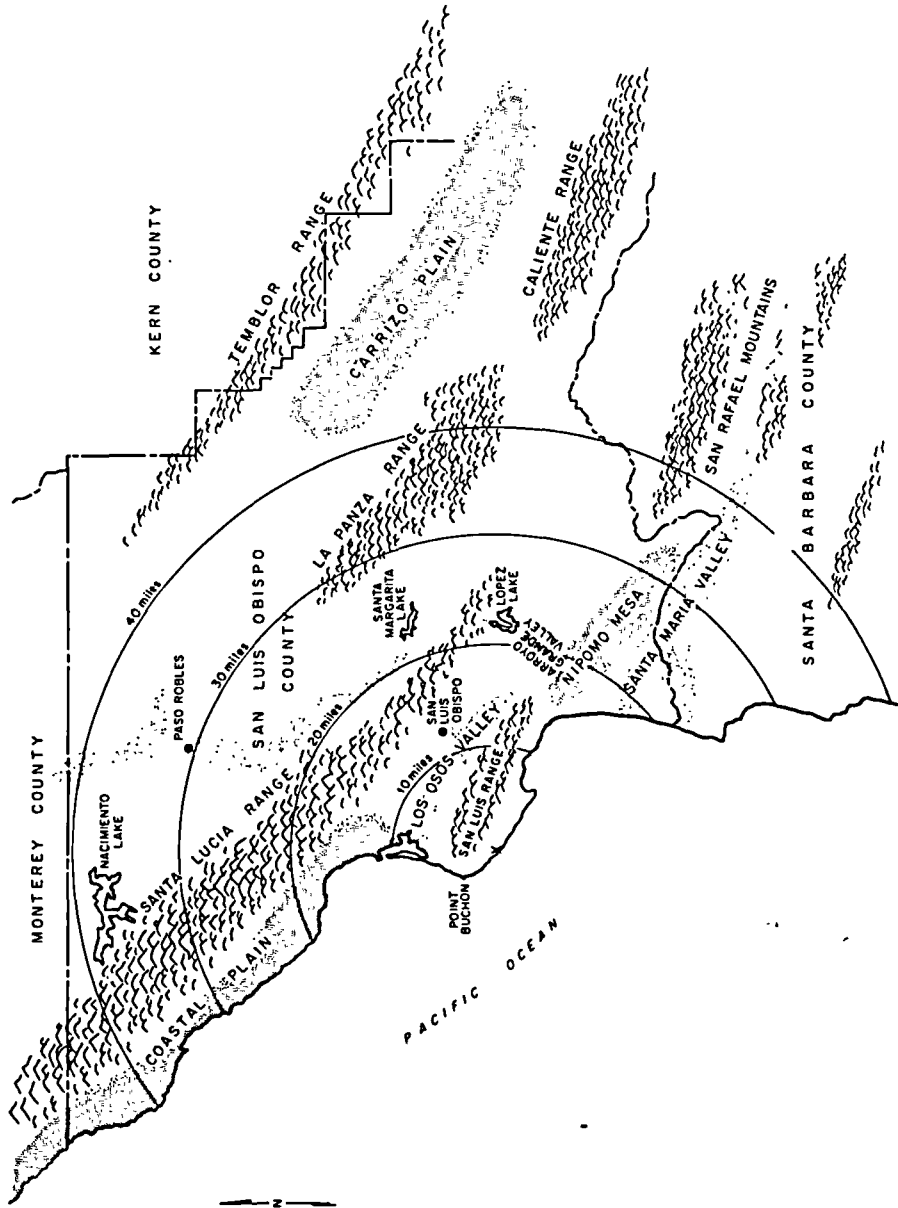 MONTEREY COUNTY
KERN COUNTY
NACIMIENTO
LAKE
PASO ROBLES
40 miles
30 miles
20 miles
10 miles
TEMBLOR RANGE
SANTA LUCIA RANGE
COASTAL PLAIN
SAN LUIS OBISPO
COUNTY
LA PANZA RANGE
CARRIZO PLAIN
SANTA
MARGARITA
LAKE
SAN
LUIS
OBISPO
LOPEZ
LAKE
LOS OSOS VALLEY
SAN LUIS RANGE
ARROYO
GRANDE
VALLEY
CALIENTE RANGE
POINT
BUCHON
PACIFIC OCEAN
NIPOMO MESA
SANTA MARIA VALLEY
SAN RAFAEL MOUNTAINS
SANTA BARBARA COUNTY
N